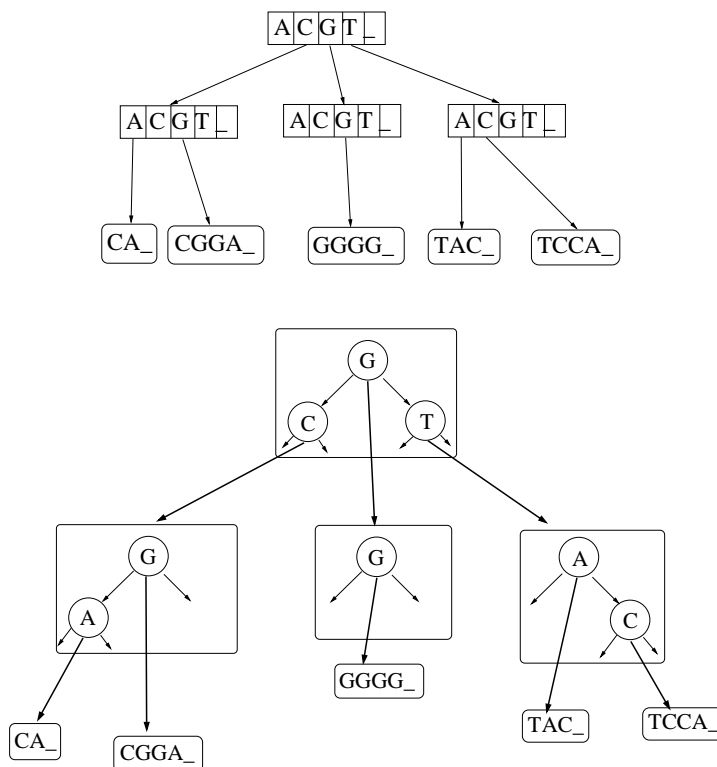 A C G T _
A C G T _ A C G T _ A C G T _
CA_ CGGA_ GGGG_ TAC_ TCCA_
G
C T
G G A
A C
GGGG_
CA_ CGGA_ TAC_ TCCA_